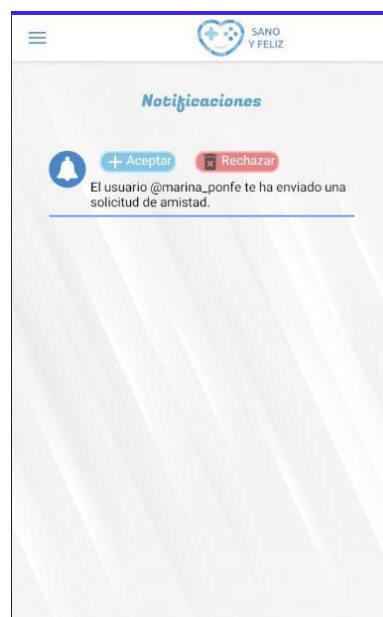 SANO
Y FELIZ
Notificaciones
+ Aceptar Rechazar
El usuario @marina_ponfe te ha enviado una
solicitud de amistad.